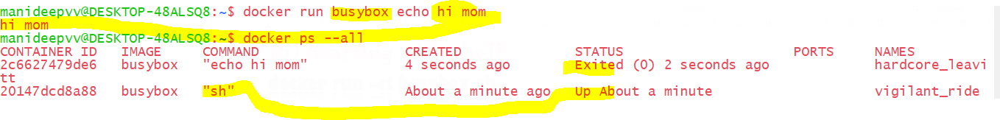 manideepvv@DESKTOP-48ALSQ8:~$ docker run busybox echo hi mom
hi mom
manideepvv@DESKTOP-48ALSQ8:~$ docker ps --all
CONTAINER ID   IMAGE     COMMAND                CREATED              STATUS                     PORTS     NAMES
2c6627479de6   busybox   "echo hi mom"          4 seconds ago        Exited (0) 2 seconds ago             hardcore_leavi
tt
20147dcd8a88   busybox   "sh"                   About a minute ago   Up About a minute                    vigilant_ride